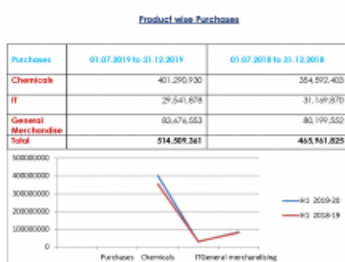 Product wise Purchases
Purchases 01.07.2019 to 31.12.2019 01.07.2018 to 31.12.2018
Chemicals 401,290,930 354,592,403
IT 29,541,878 31,169,870
General
Merchandise 83,676,553 80,199,552
Total 514,509,361 465,961,825
500000000
400000000
300000000
200000000
100000000
0
H1 2019-20
H1 2018-19
Purchases Chemicals ITGeneral merchandising